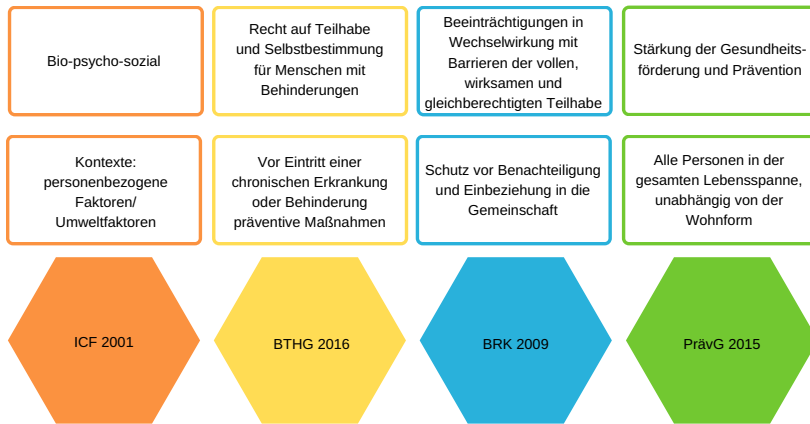 Bio-psycho-sozial
Recht auf Teilhabe
und Selbstbestimmung
für Menschen mit
Behinderungen
Beeinträchtigungen in
Wechselwirkung mit
Barrieren der vollen,
wirksamen und
gleichberechtigten Teilhabe
Stärkung der Gesundheits-
förderung und Prävention
Kontexte:
personenbezogene
Faktoren/
Umweltfaktoren
Vor Eintritt einer
chronischen Erkrankung
oder Behinderung
präventive Maßnahmen
Schutz vor Benachteiligung
und Einbeziehung in die
Gemeinschaft
Alle Personen in der
gesamten Lebensspanne,
unabhängig von der
Wohnform
ICF 2001
BTHG 2016
BRK 2009
PrävG 2015